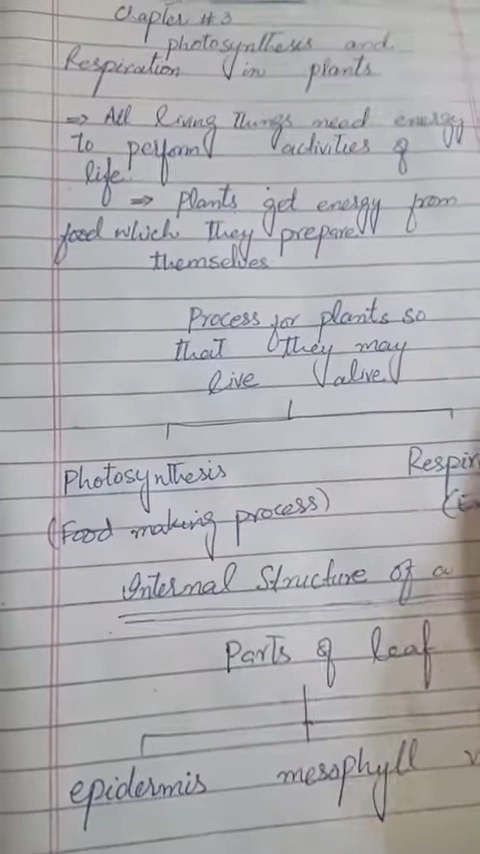 Chapter #3
photosynthesis and
Respiration in plants
⇒ All living things need energy
to perform activities of
life.
⇒ plants get energy from
food which they prepare
themselves
Process for plants so
that they may
live alive
Photosynthesis Respir
(Food making process)
Internal Structure of a
Parts of leaf
epidermis mesophyll v